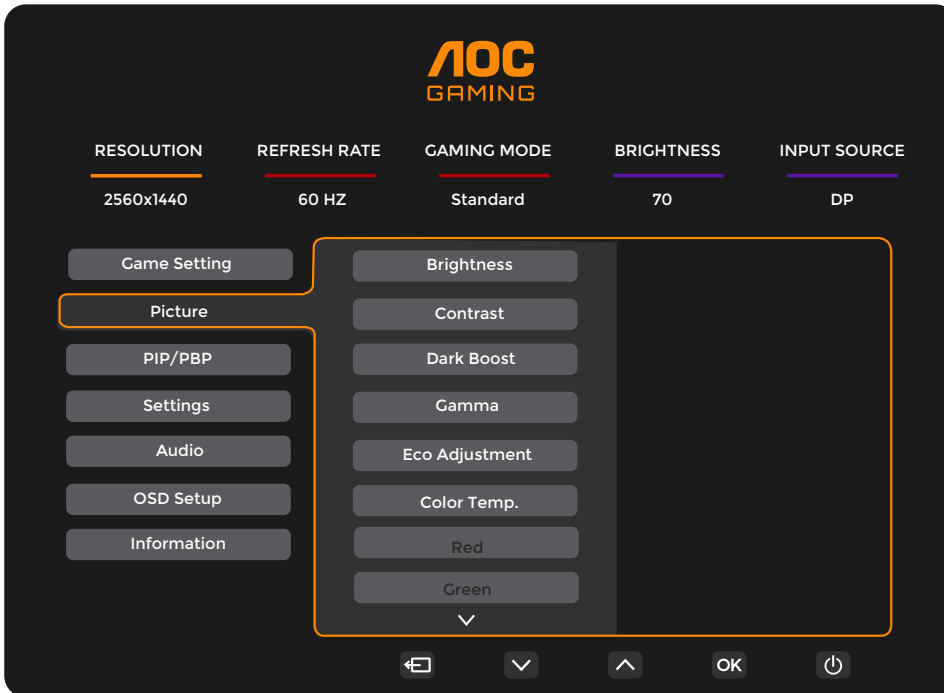 AOC
GAMING
RESOLUTION REFRESH RATE GAMING MODE BRIGHTNESS INPUT SOURCE
2560x1440 60 HZ Standard 70 DP
Game Setting
Picture
PIP/PBP
Settings
Audio
OSD Setup
Information
Brightness
Contrast
Dark Boost
Gamma
Eco Adjustment
Color Temp.
Red
Green
OK